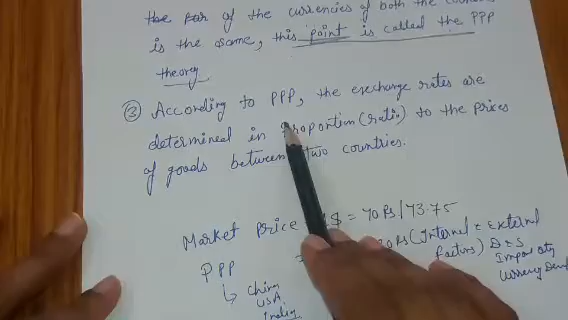 the par of the currencies of both the
is the same, this point is called the PPP
theory
③ According to PPP, the exchange rates are
determined in proportion (ratio) to the prices
of goods between two countries.
Market price $ = 70 Rs/73.75
PPP = Rs (Internal & External
factors) D & S
↳ China
USA
India